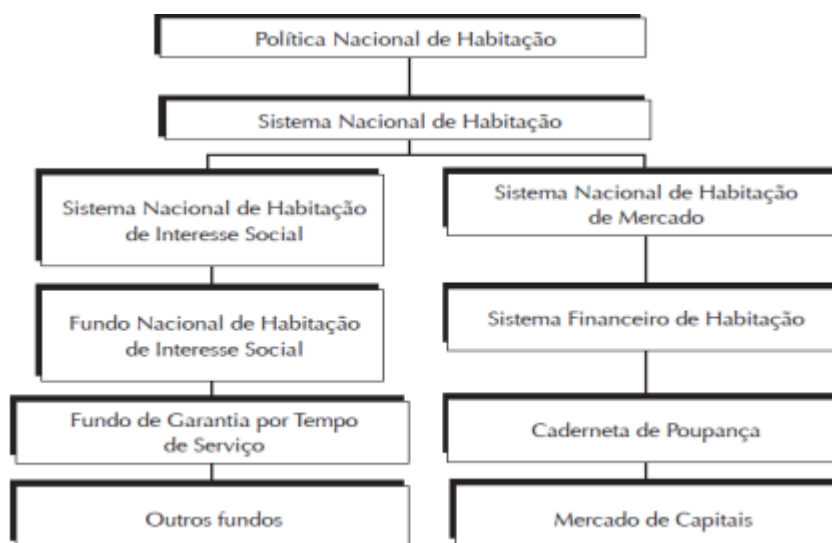 Política Nacional de Habitação
Sistema Nacional de Habitação
Sistema Nacional de Habitação
de Interesse Social
Fundo Nacional de Habitação
de Interesse Social
Fundo de Garantia por Tempo
de Serviço
Outros fundos
Sistema Nacional de Habitação
de Mercado
Sistema Financeiro de Habitação
Caderneta de Poupança
Mercado de Capitais